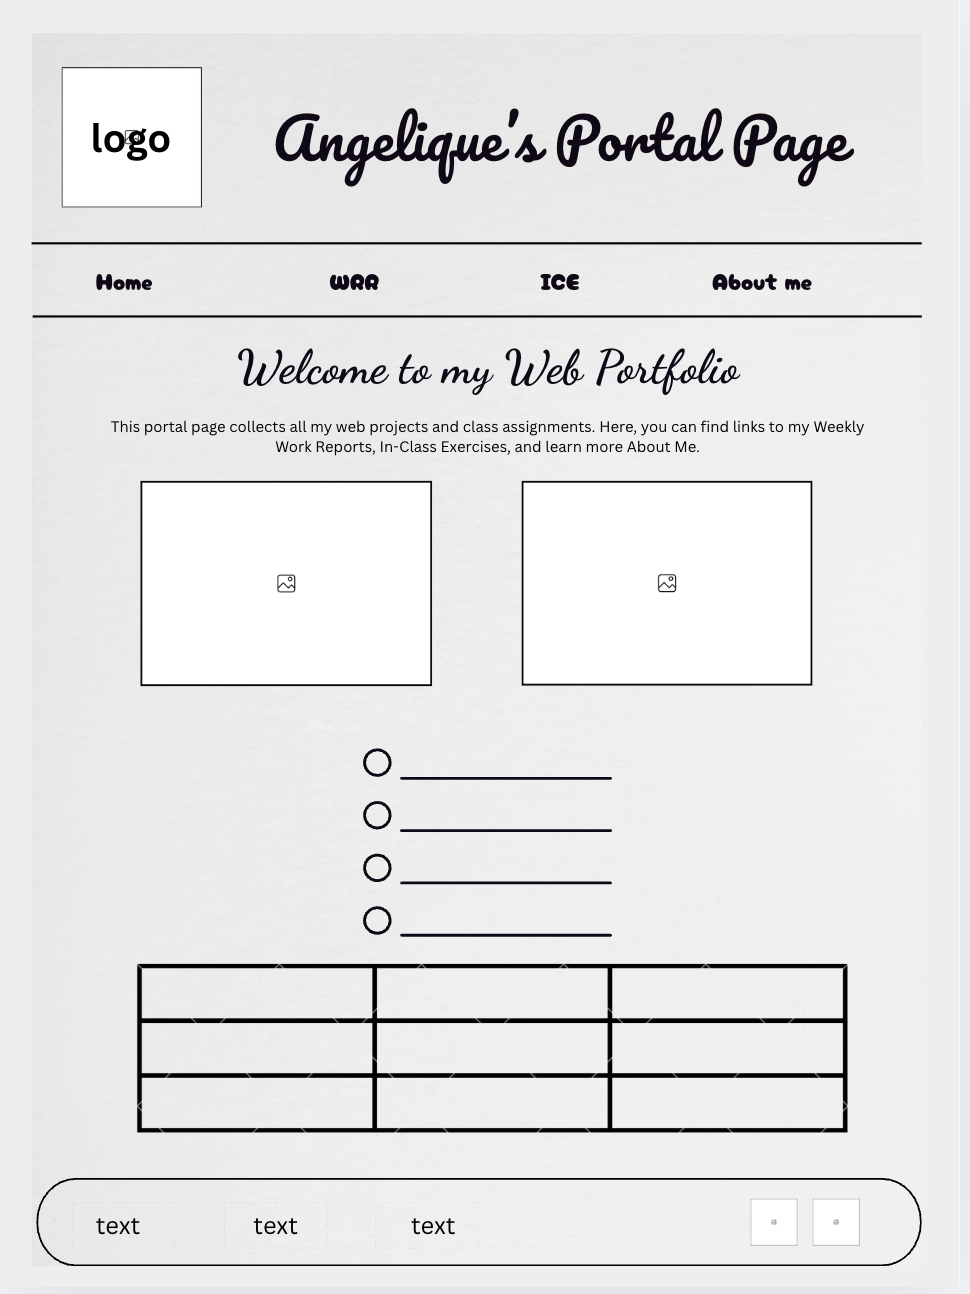 logo
Angelique's Portal Page
Home WRR ICE About me
Welcome to my Web Portfolio
This portal page collects all my web projects and class assignments. Here, you can find links to my Weekly
Work Reports, In-Class Exercises, and learn more About Me.
text text text